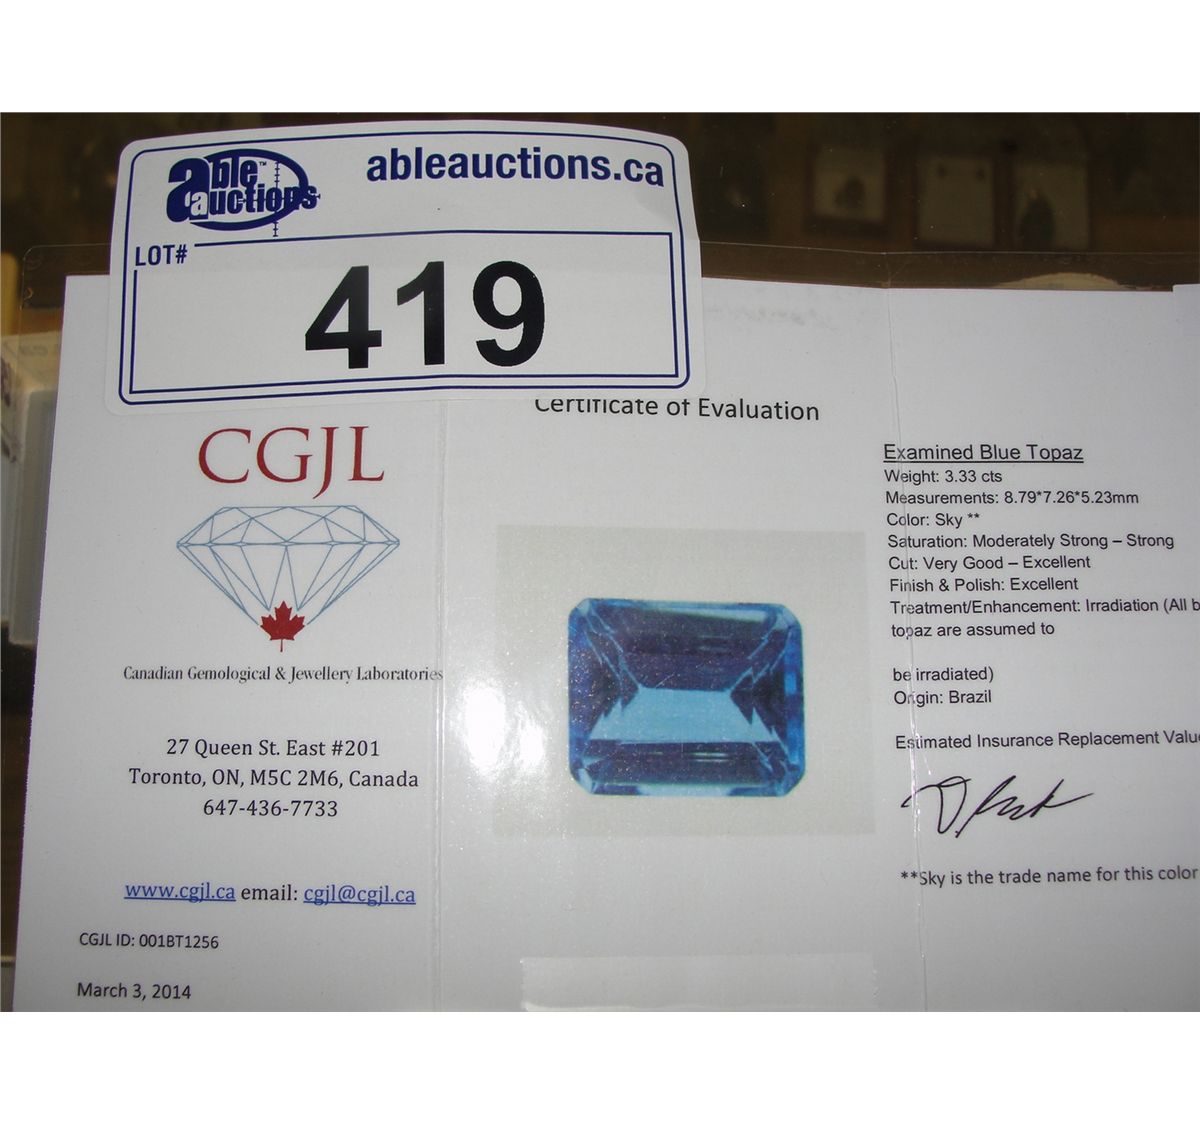 able auctions™
ableauctions.ca
LOT#
419
Certificate of Evaluation
CGJL
Canadian Gemological & Jewellery Laboratories
27 Queen St. East #201
Toronto, ON, M5C 2M6, Canada
647-436-7733
www.cgjl.ca email: cgjl@cgjl.ca
CGJL ID: 001BT1256
March 3, 2014
Examined Blue Topaz
Weight: 3.33 cts
Measurements: 8.79*7.26*5.23mm
Color: Sky **
Saturation: Moderately Strong – Strong
Cut: Very Good – Excellent
Finish & Polish: Excellent
Treatment/Enhancement: Irradiation (All b
topaz are assumed to
be irradiated)
Origin: Brazil
Estimated Insurance Replacement Value
**Sky is the trade name for this color